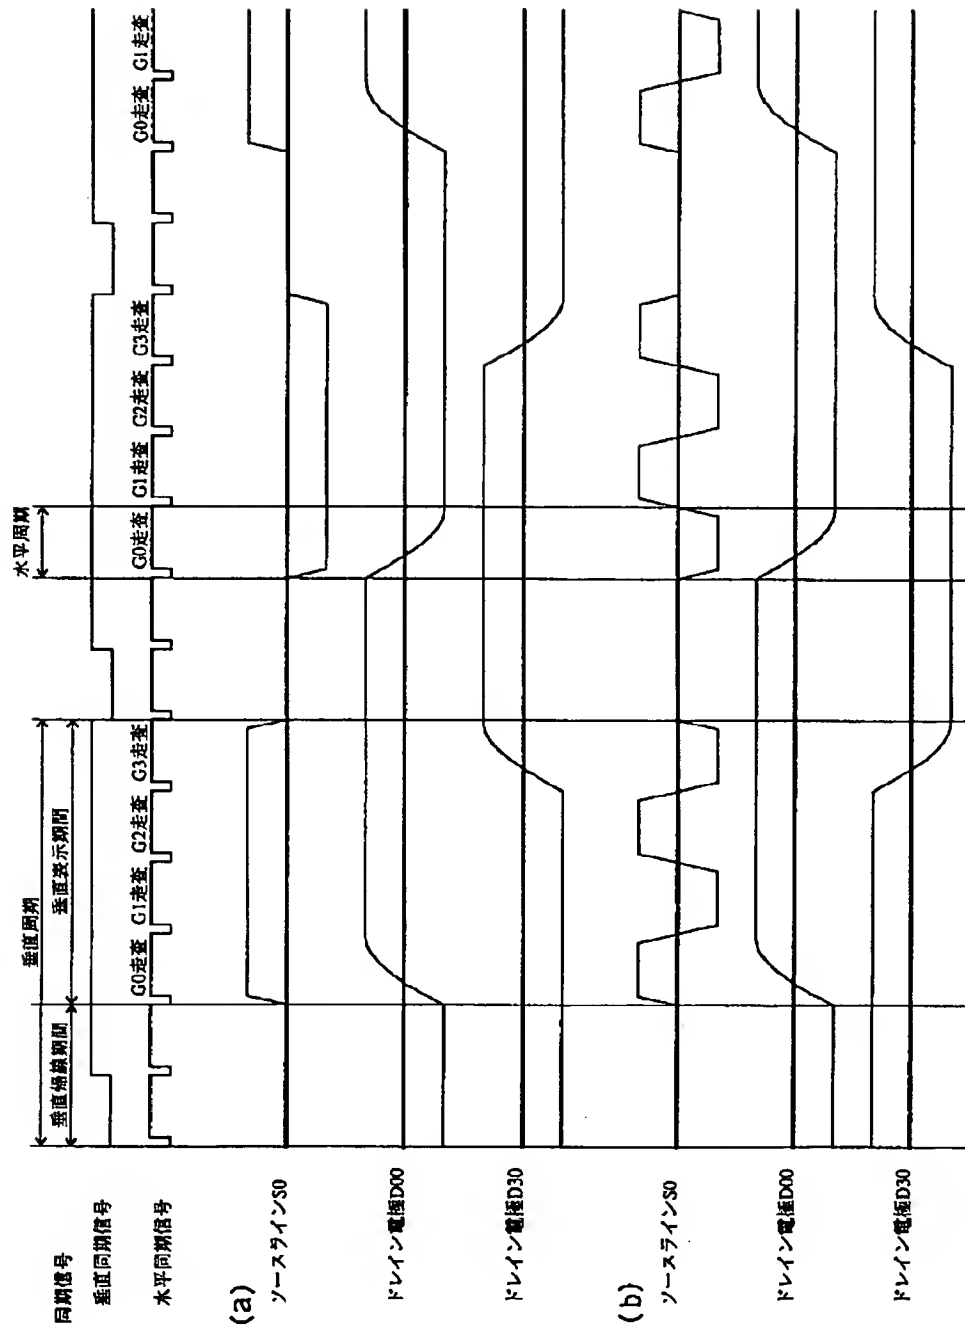 同期信号
垂直同期信号
水平同期信号
垂直周期
垂直帰線期間
垂直表示期間
水平周期
G0走査
G1走査
G2走査
G3走査
G0走査
G1走査
G2走査
G3走査
G0走査
G1走査
(a)
ソースラインS0
ドレイン電極D00
ドレイン電極D30
(b)
ソースラインS0
ドレイン電極D00
ドレイン電極D30